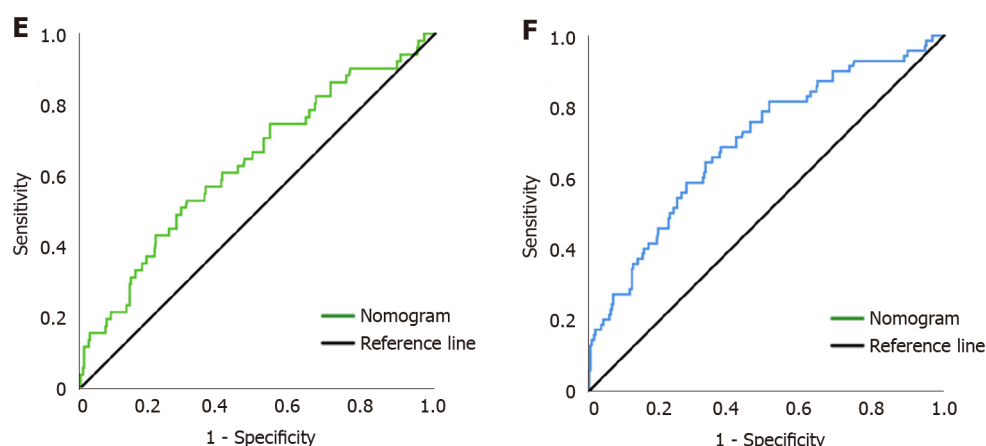 E
1.0
0.8
0.6
0.4
0.2
0
Sensitivity
Nomogram
Reference line
0 0.2 0.4 0.6 0.8 1.0
1 - Specificity
F
1.0
0.8
0.6
0.4
0.2
0
Sensitivity
Nomogram
Reference line
0 0.2 0.4 0.6 0.8 1.0
1 - Specificity